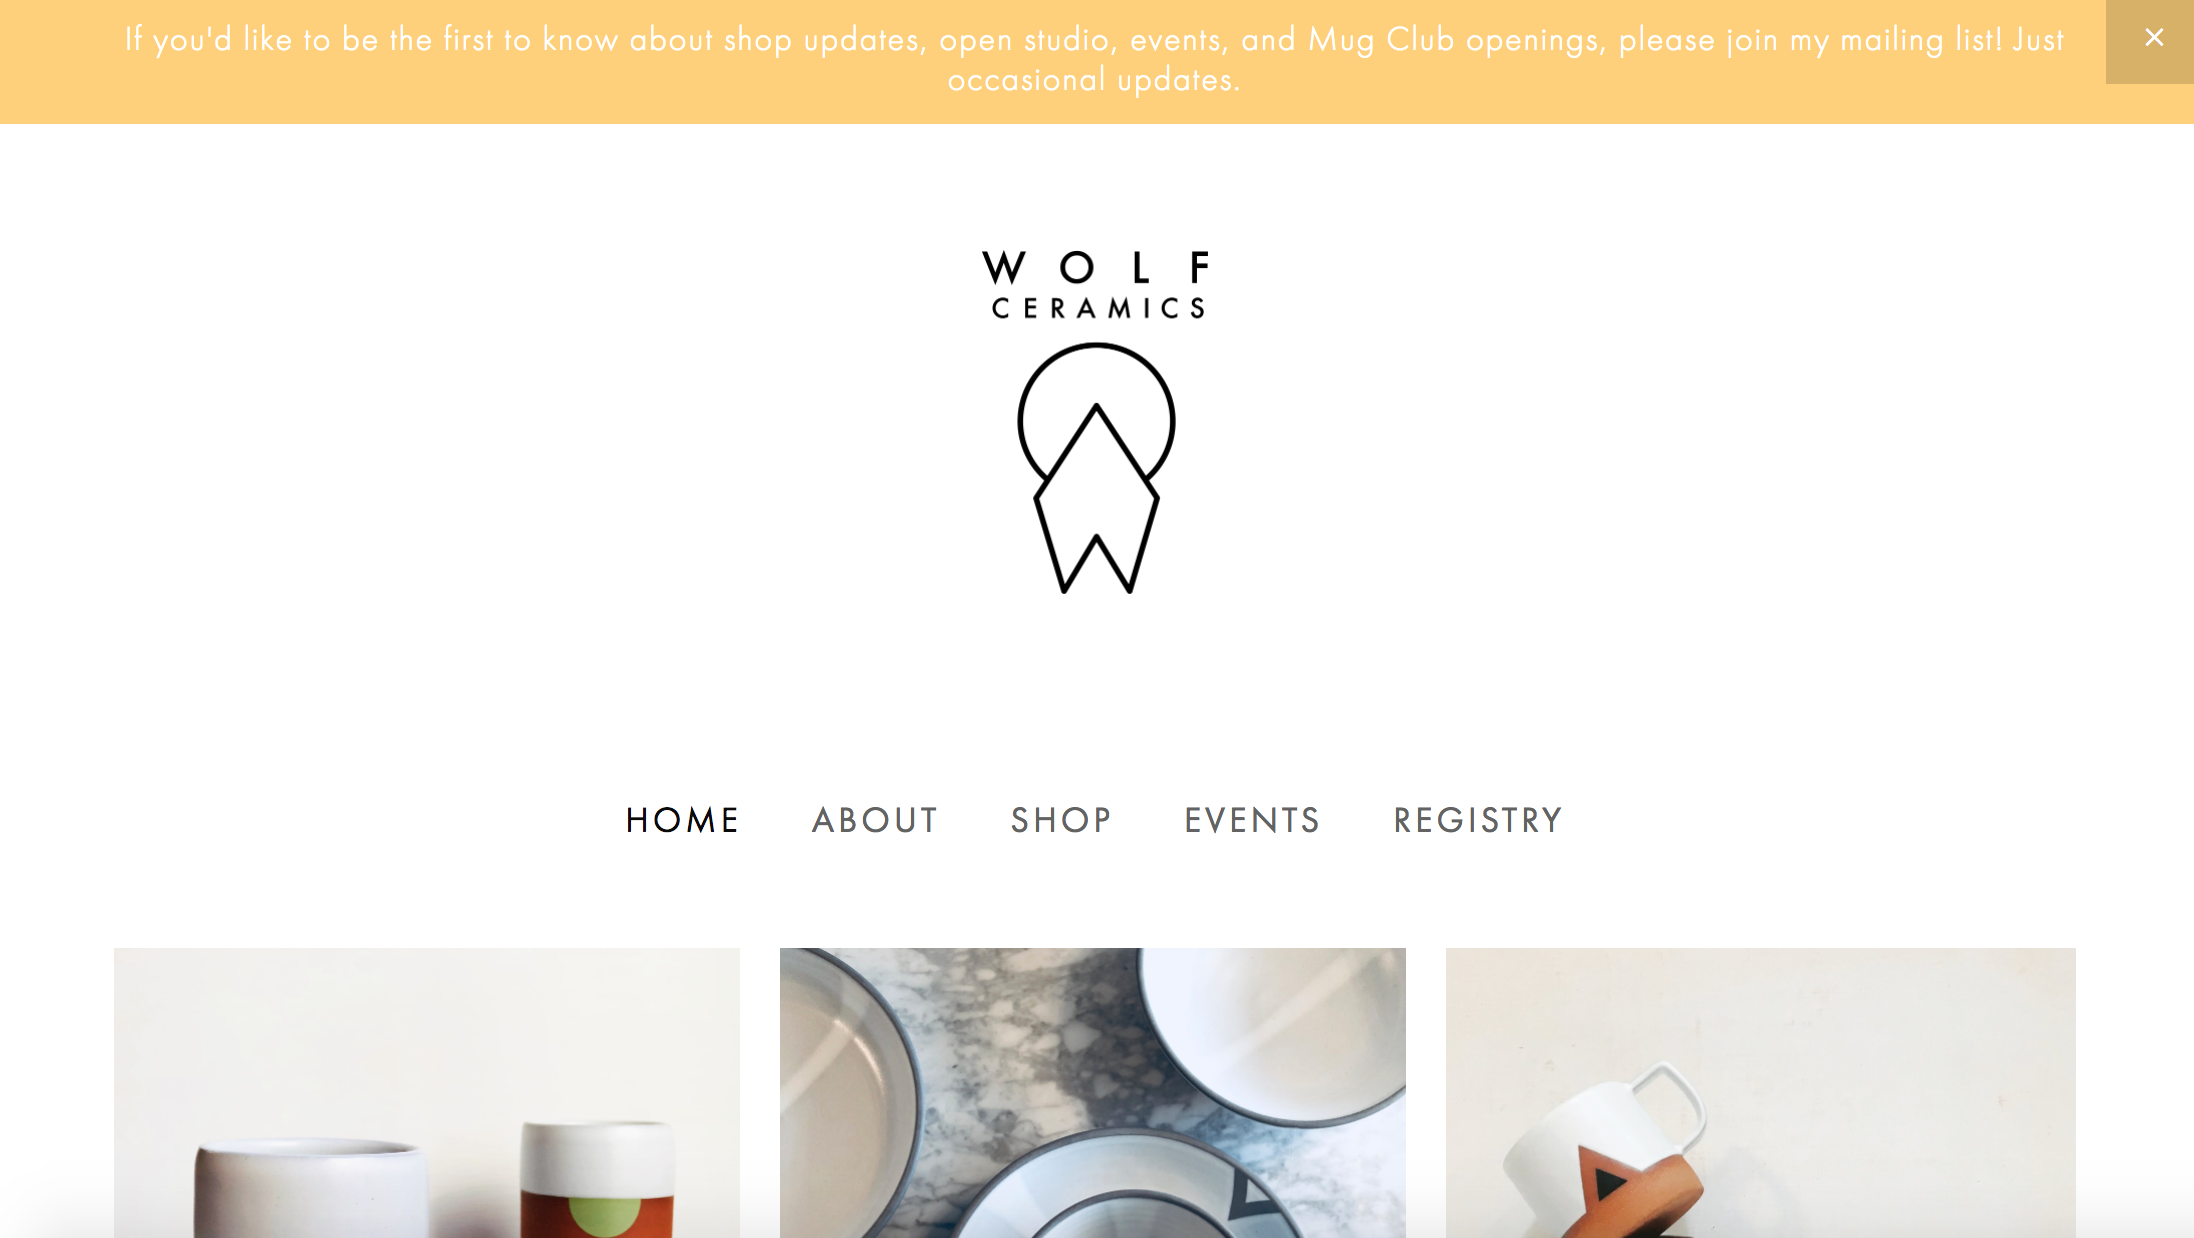 If you'd like to be the first to know about shop updates, open studio, events, and Mug Club openings, please join my mailing list! Just
occasional updates.
WOLF
CERAMICS
HOME ABOUT SHOP EVENTS REGISTRY